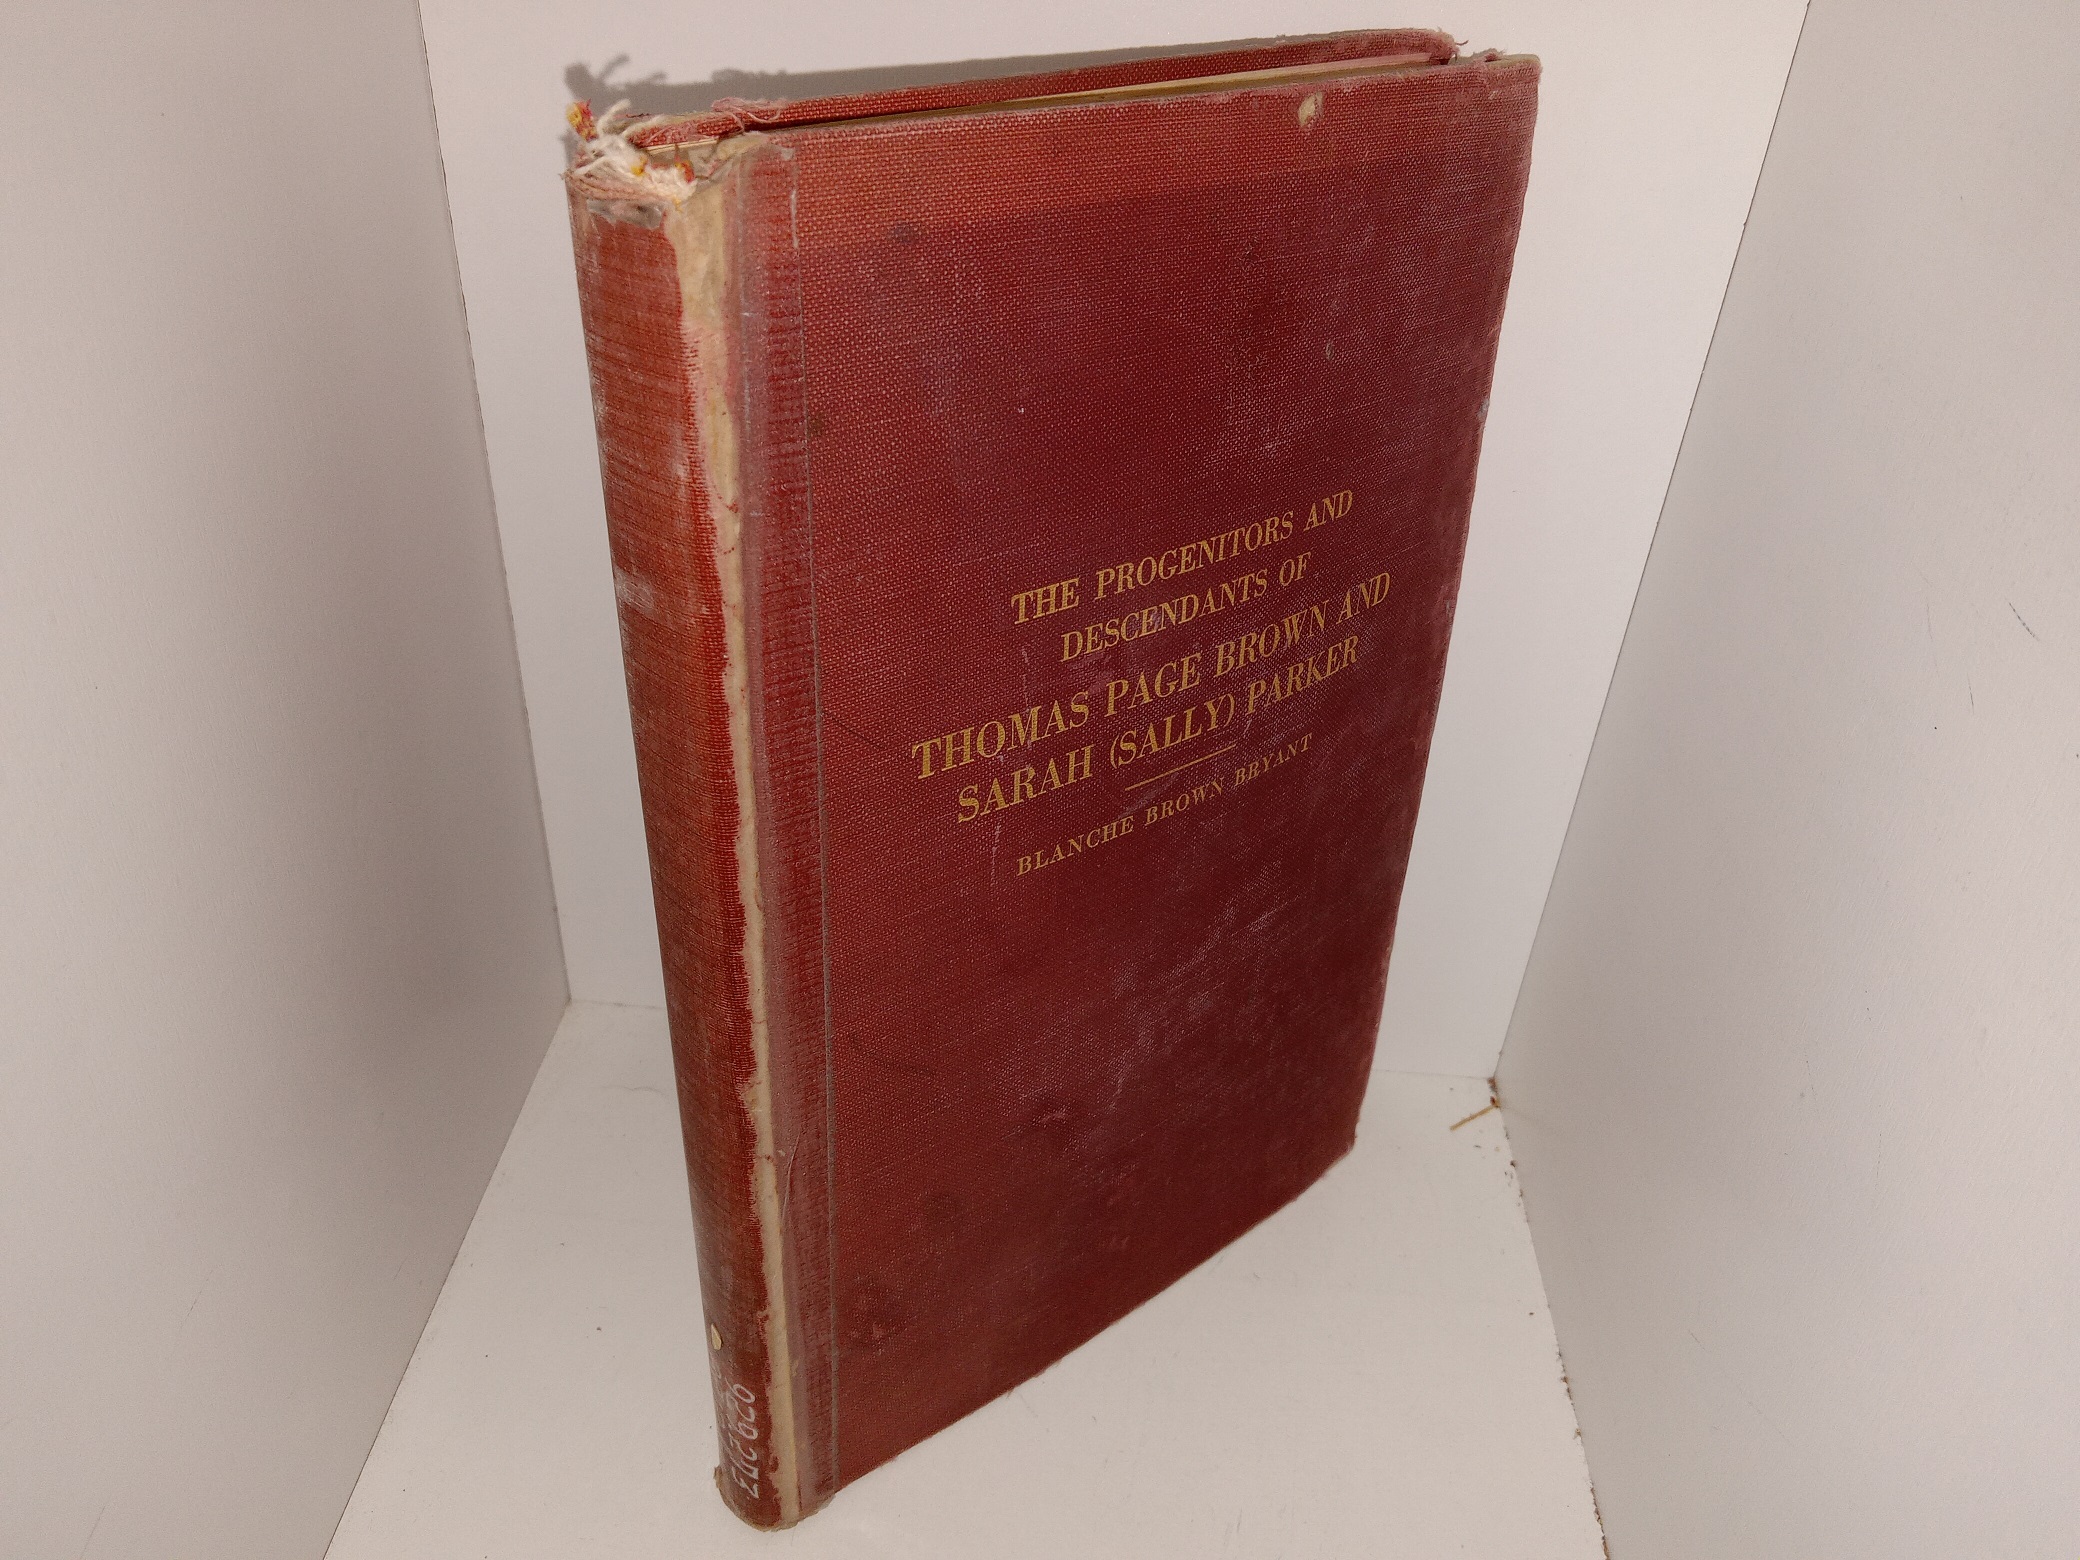 THE PROGENITORS AND
DESCENDANTS OF
THOMAS PAGE BROWN AND
SARAH (SALLY) PARKER
BLANCHE BROWN BRYANT